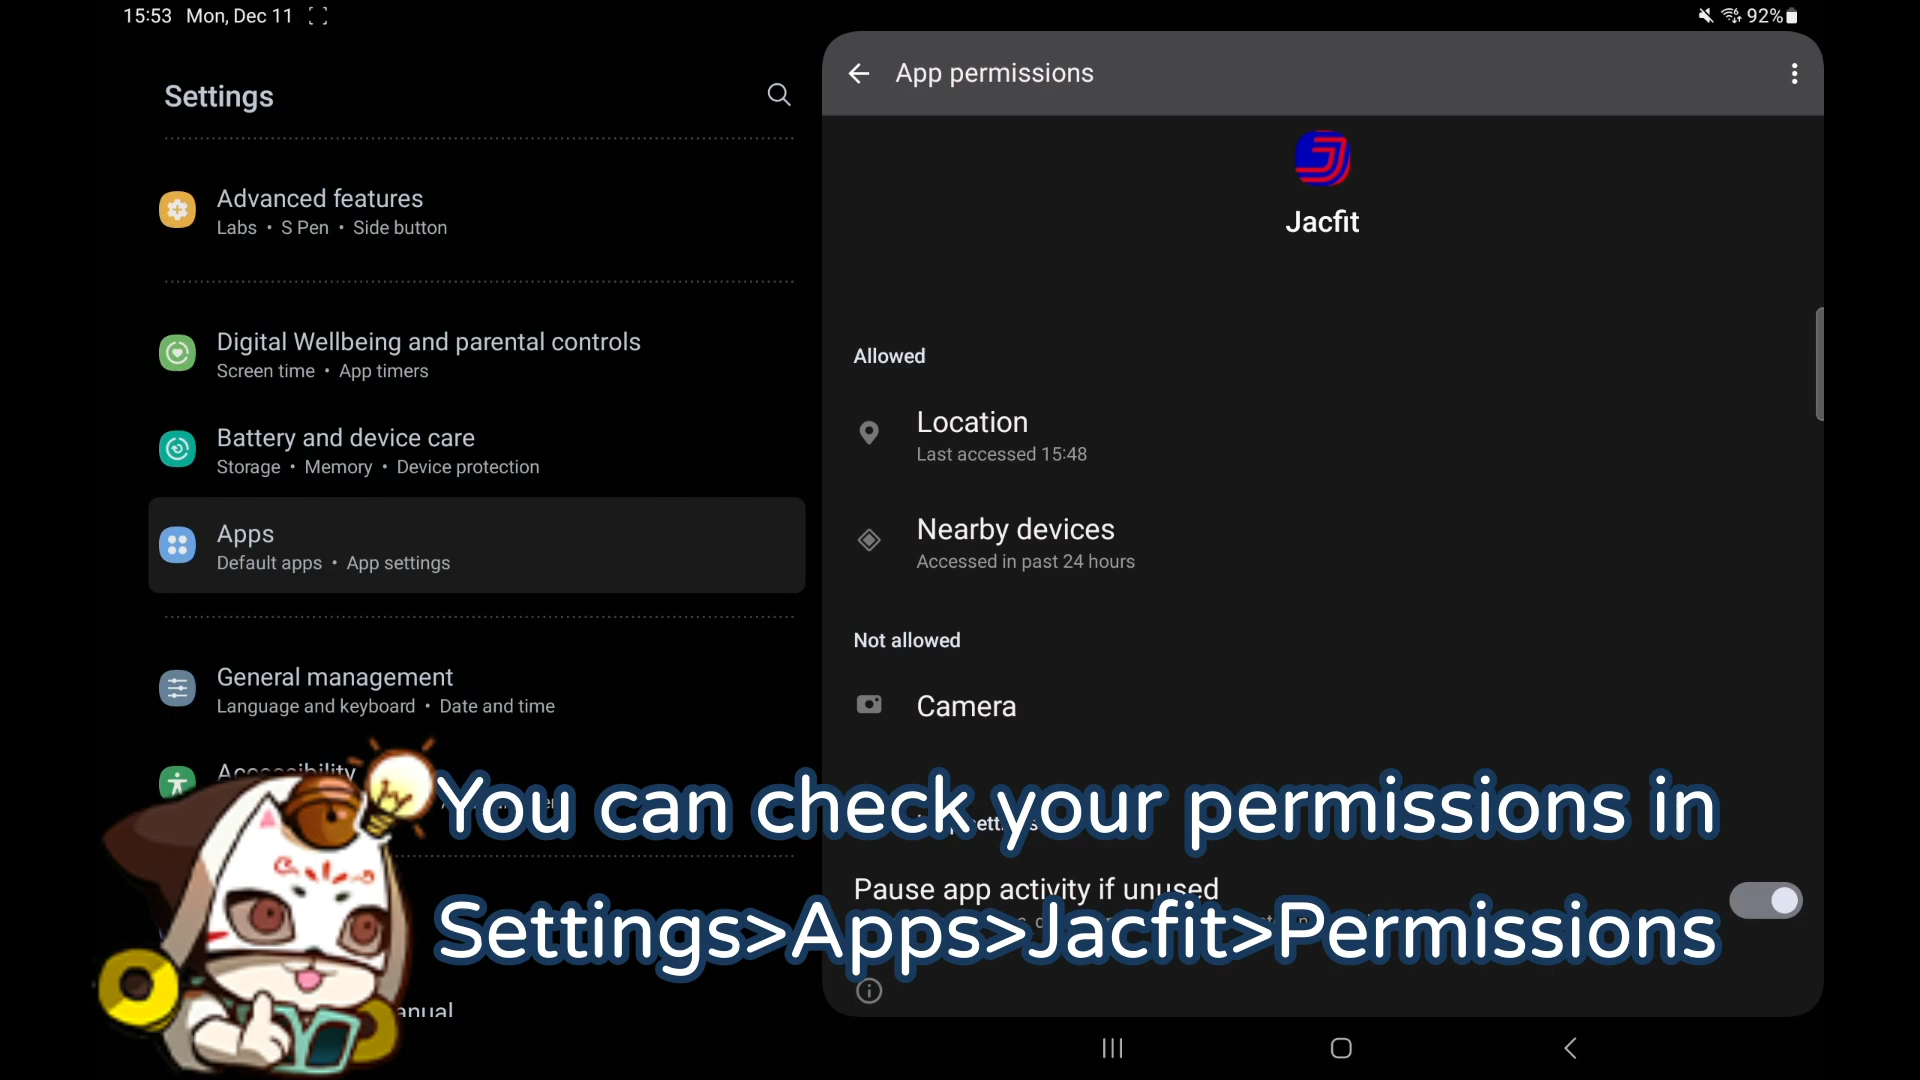 15:53 Mon, Dec 11
92%
Settings
Advanced features
Labs • S Pen • Side button
Digital Wellbeing and parental controls
Screen time • App timers
Battery and device care
Storage • Memory • Device protection
Apps
Default apps • App settings
General management
Language and keyboard • Date and time
Accessibility
App permissions
Jacfit
Allowed
Location
Last accessed 15:48
Nearby devices
Accessed in past 24 hours
Not allowed
Camera
Pause app activity if unused
You can check your permissions in
Settings>Apps>Jacfit>Permissions